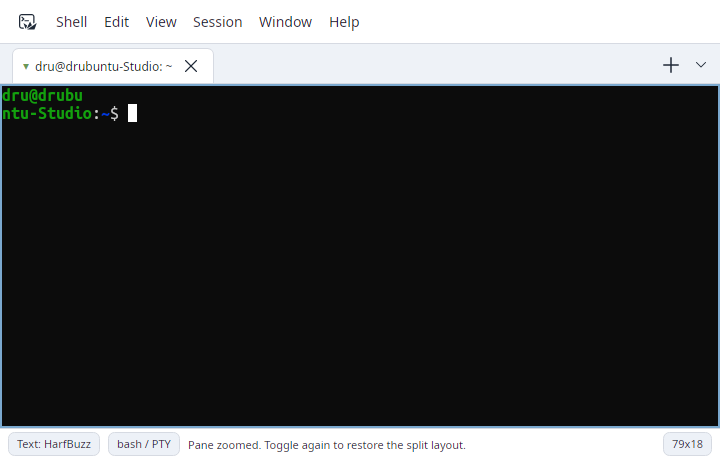 Shell Edit View Session Window Help
▾ dru@drubuntu-Studio: ~
dru@drubu
ntu-Studio:~$
Text: HarfBuzz bash / PTY Pane zoomed. Toggle again to restore the split layout. 79x18